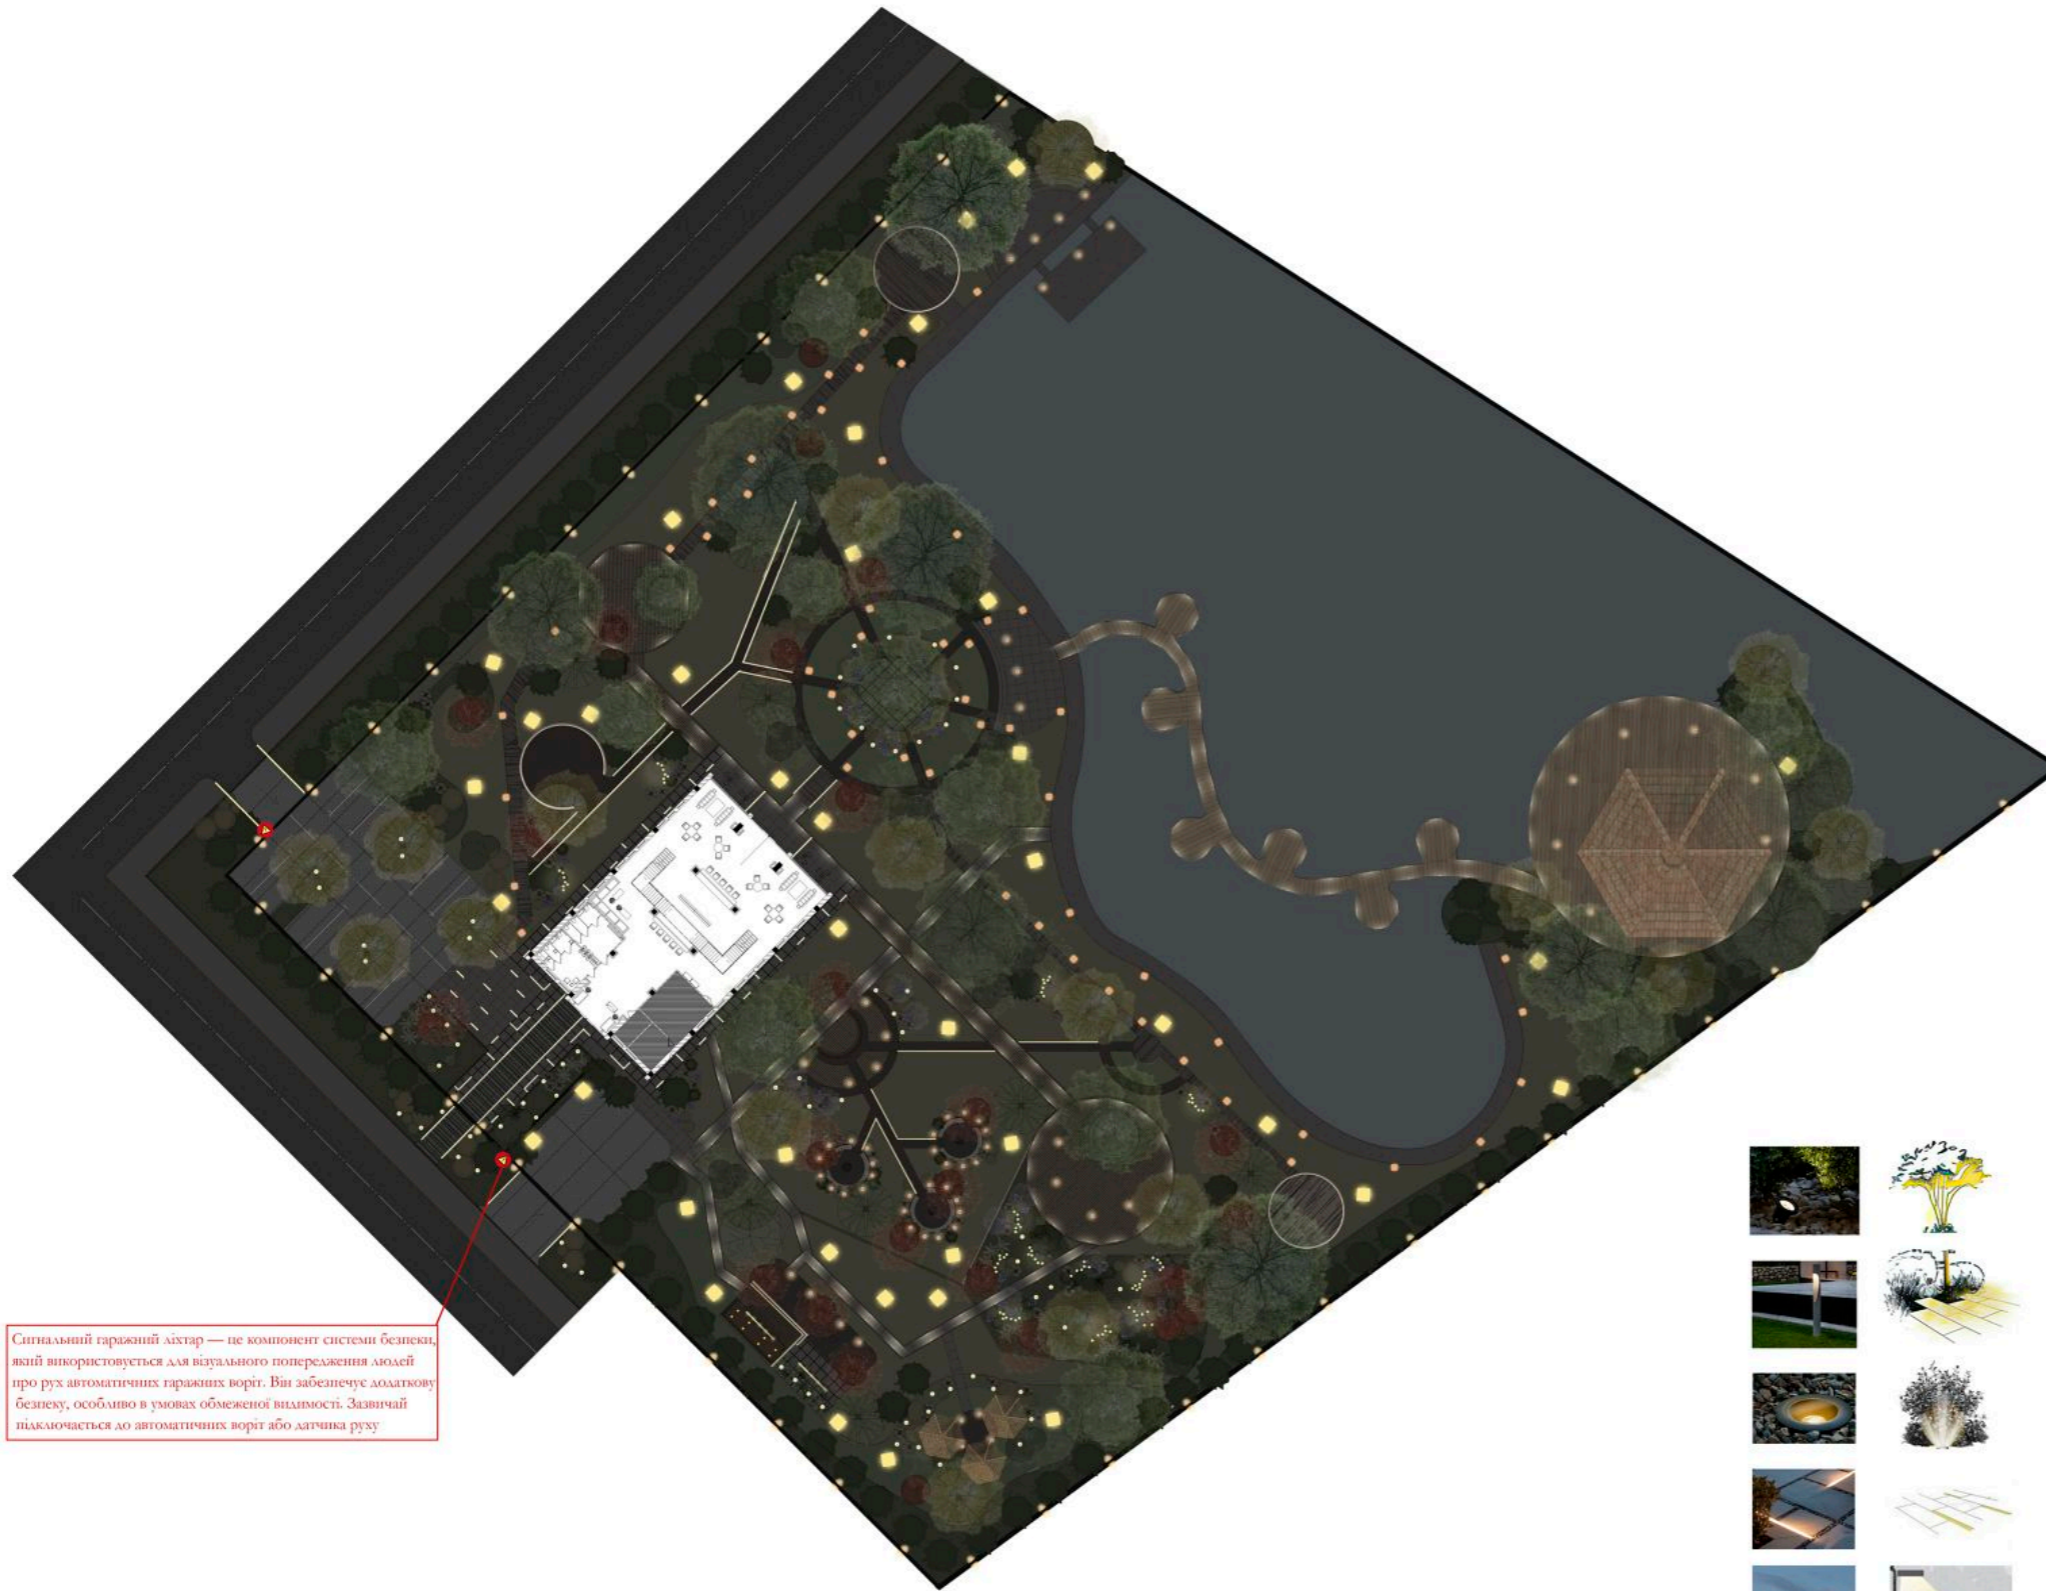 Сигнальний гаражний ліхтар — це компонент системи безпеки,
який використовується для візуального попередження людей
про рух автоматичних гаражних воріт. Він забезпечує додаткову
безпеку, особливо в умовах обмеженої видимості. Зазвичай
підключається до автоматичних воріт або датчика руху